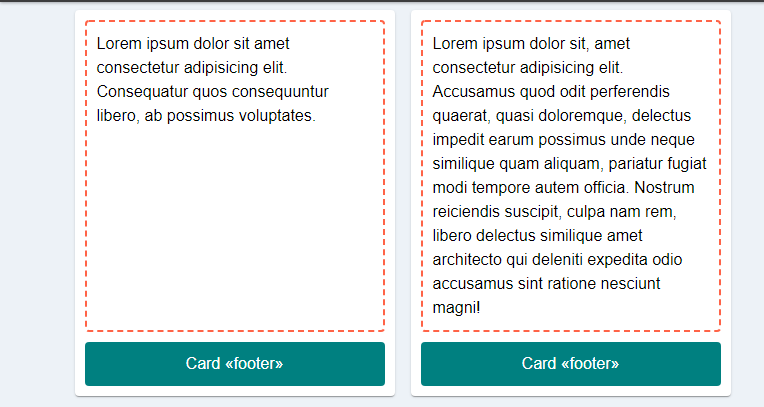 Lorem ipsum dolor sit amet
consectetur adipisicing elit.
Consequatur quos consequuntur
libero, ab possimus voluptates.
Card «footer»
Lorem ipsum dolor sit, amet
consectetur adipisicing elit.
Accusamus quod odit perferendis
quaerat, quasi doloremque, delectus
impedit earum possimus unde neque
similique quam aliquam, pariatur fugiat
modi tempore autem officia. Nostrum
reiciendis suscipit, culpa nam rem,
libero delectus similique amet
architecto qui deleniti expedita odio
accusamus sint ratione nesciunt
magni!
Card «footer»